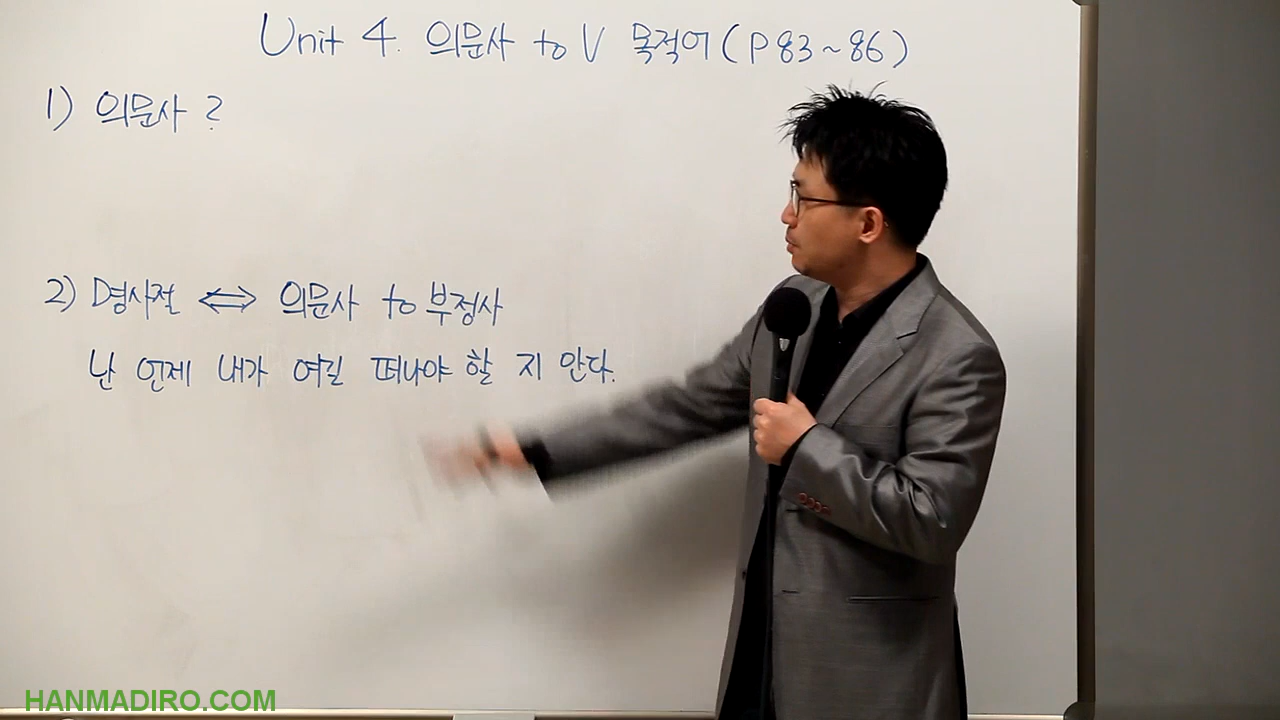 Unit 4. 의문사 to V 목적어 (P 83 ~ 86)
1) 의문사 ?
2) 명사절 ⇔ 의문사 to 부정사
난 언제 내가 여길 떠나야 할 지 안다.
HANMADIRO.COM